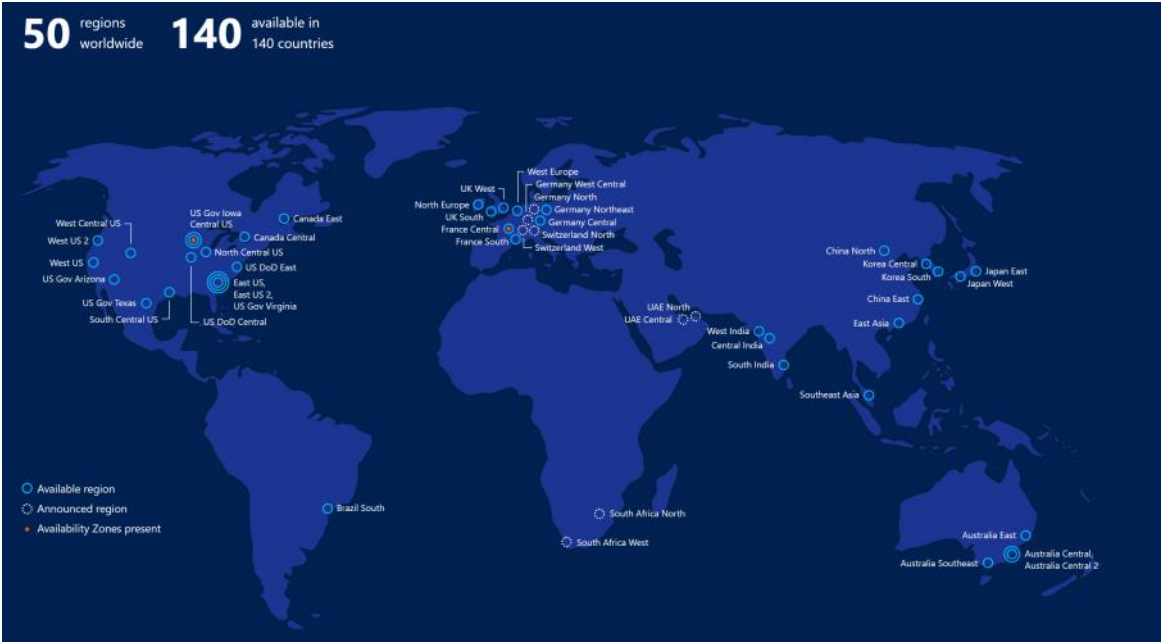 50
regions
worldwide
140
available in
140 countries
West Europe
Germany West Central
UK West
Germany North
North Europe
Germany Northeast
UK South
Germany Central
France Central
Switzerland North
France South
Switzerland West
US Gov Iowa
Central US
Canada East
West Central US
Canada Central
West US 2
North Central US
West US
US DoD East
US Gov Arizona
East US,
East US 2,
US Gov Virginia
US Gov Texas
South Central US
US DoD Central
China North
Korea Central
Korea South
Japan East
Japan West
China East
East Asia
UAE North
UAE Central
West India
Central India
South India
Southeast Asia
Available region
Announced region
Availability Zones present
Brazil South
South Africa North
South Africa West
Australia East
Australia Central,
Australia Central 2
Australia Southeast